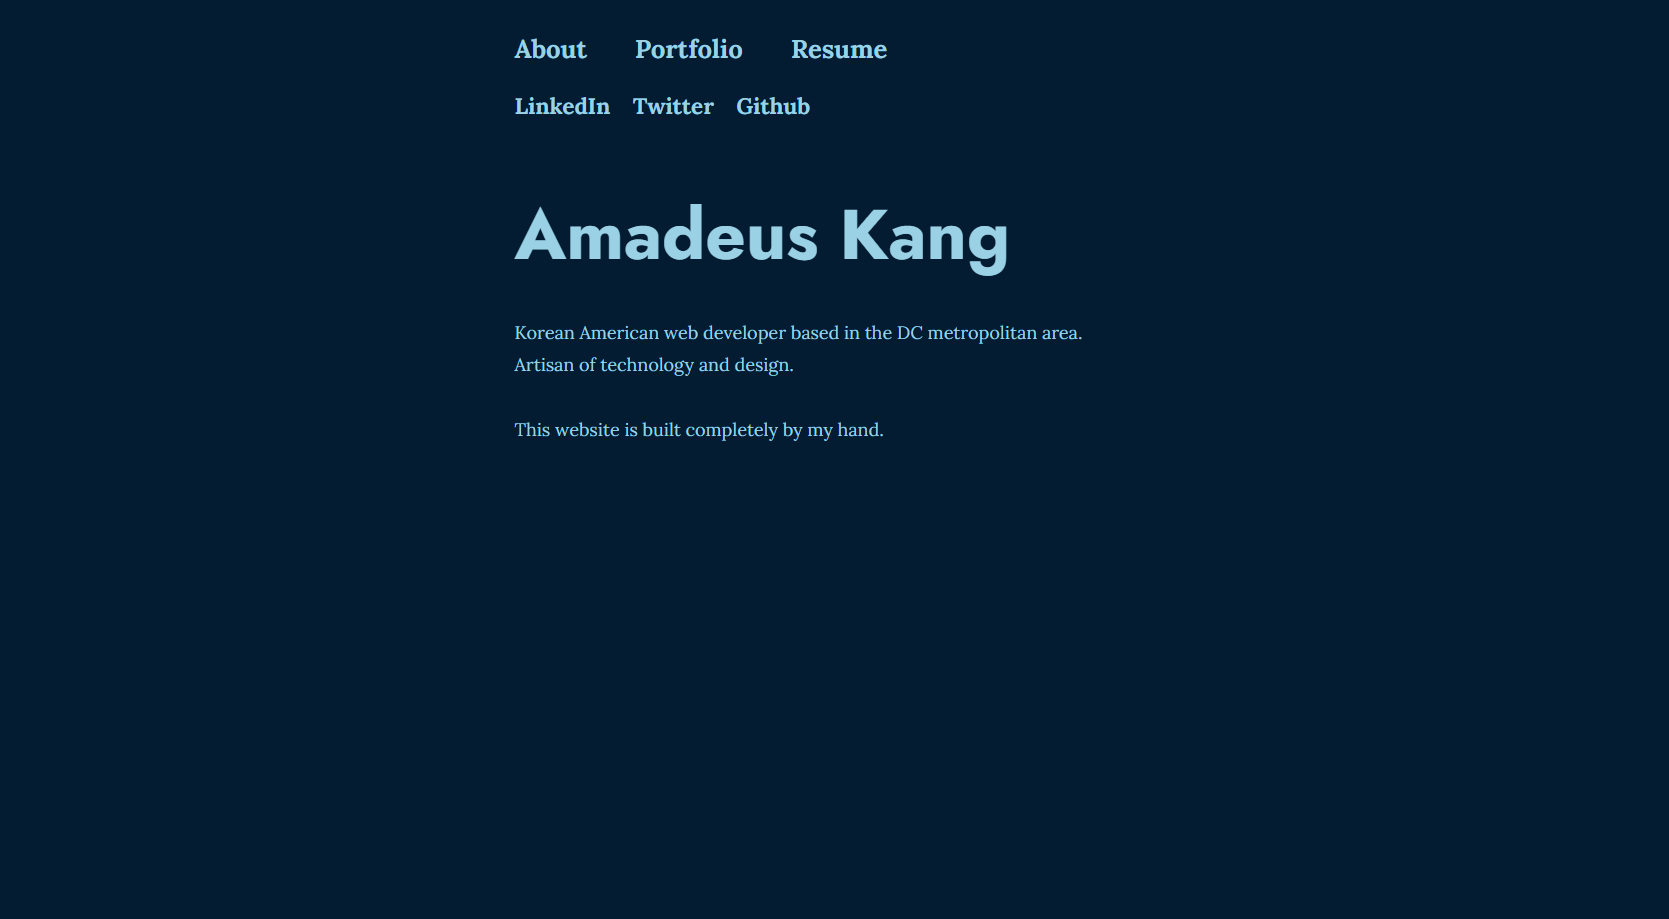 About Portfolio Resume
LinkedIn Twitter Github
Amadeus Kang
Korean American web developer based in the DC metropolitan area.
Artisan of technology and design.
This website is built completely by my hand.